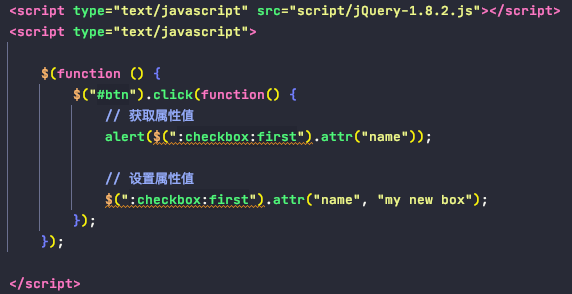 <script type="text/javascript" src="script/jQuery-1.8.2.js"></script>
<script type="text/javascript">
$(function () {
$("#btn").click(function() {
// 获取属性值
alert($(":checkbox:first").attr("name"));
// 设置属性值
$(":checkbox:first").attr("name", "my new box");
});
});
</script>